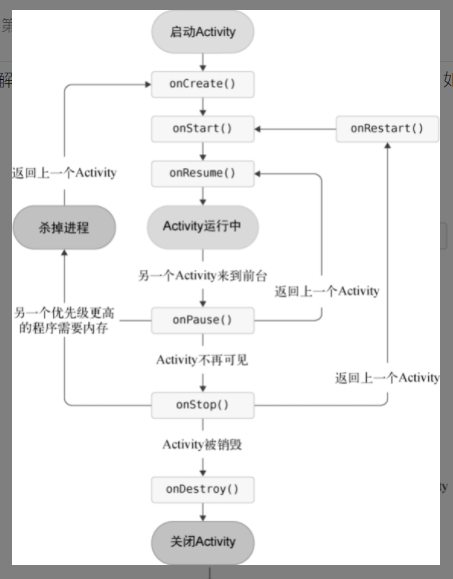 第
启动Activity
解
如
onCreate()
onStart()
onRestart()
返回上一个Activity
onResume()
杀掉进程
Activity运行中
另一个Activity来到前台
返回上一个Activity
另一个优先级更高
的程序需要内存
onPause()
Activity不再可见
返回上一个Activity
onStop()
Activity被销毁
onDestroy()
ty
关闭Activity